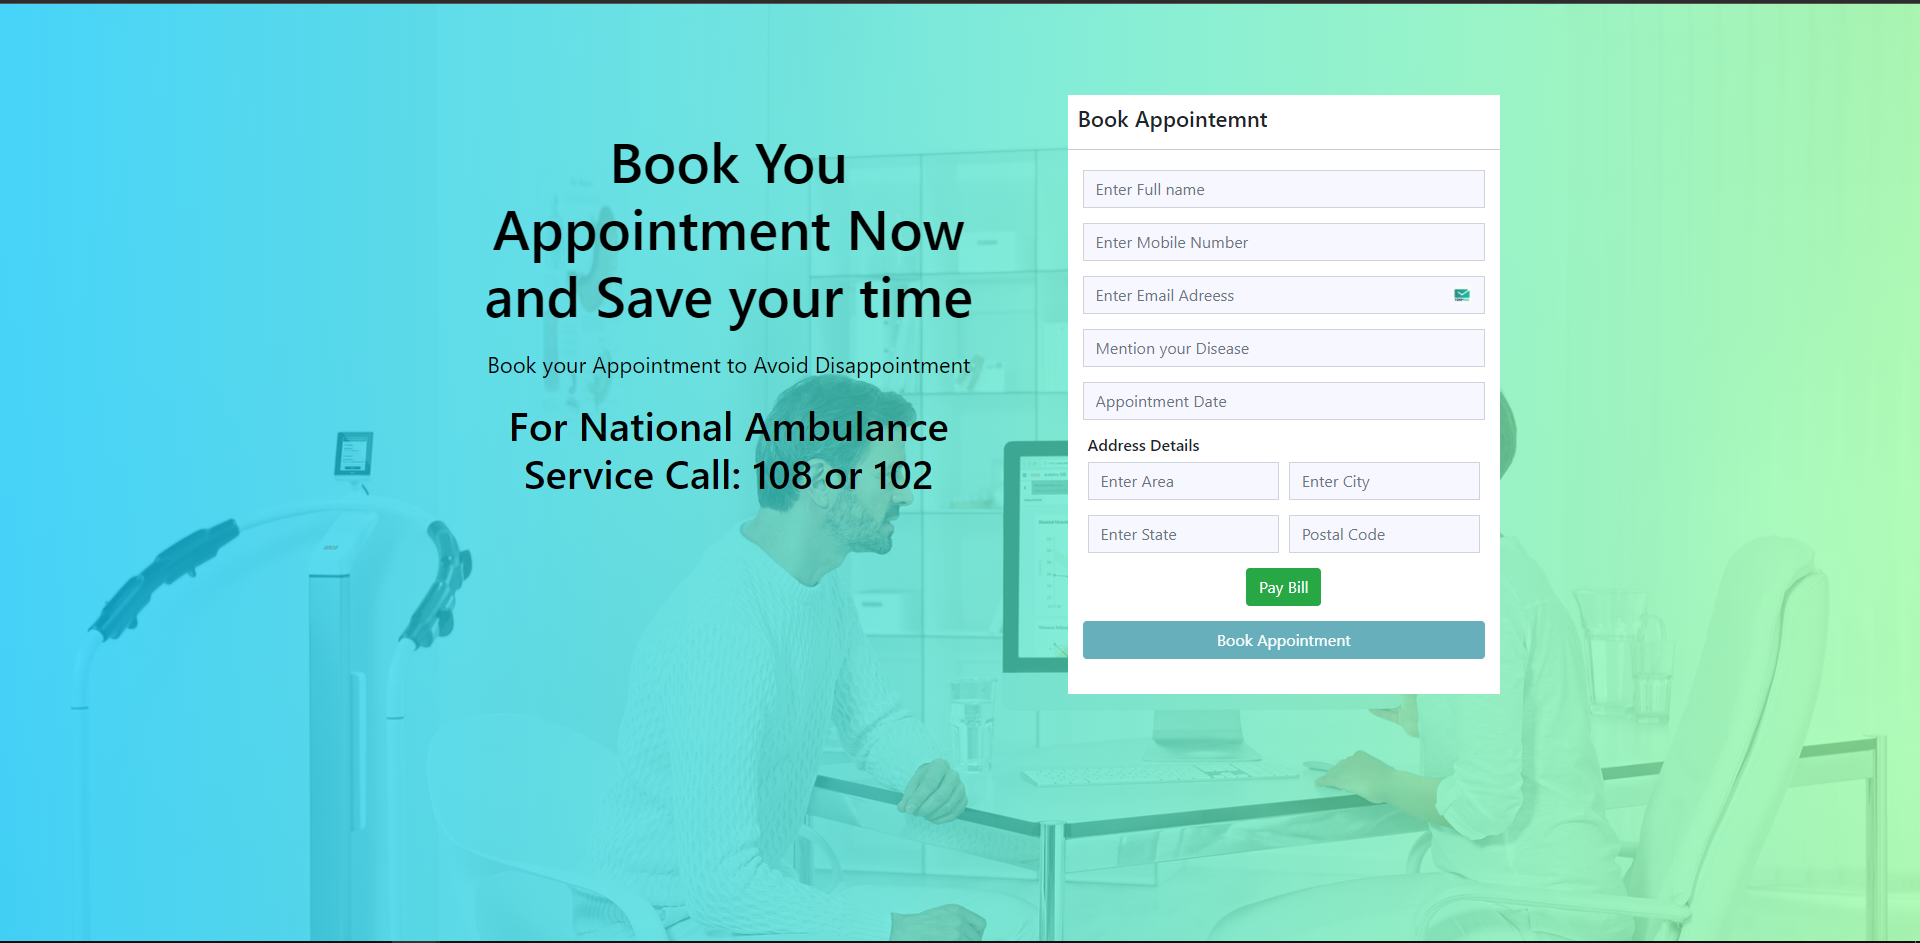 Book You
Appointment Now
and Save your time
Book your Appointment to Avoid Disappointment
For National Ambulance
Service Call: 108 or 102
Book Appointemnt
Enter Full name
Enter Mobile Number
Enter Email Adreess
Mention your Disease
Appointment Date
Address Details
Enter Area
Enter City
Enter State
Postal Code
Pay Bill
Book Appointment